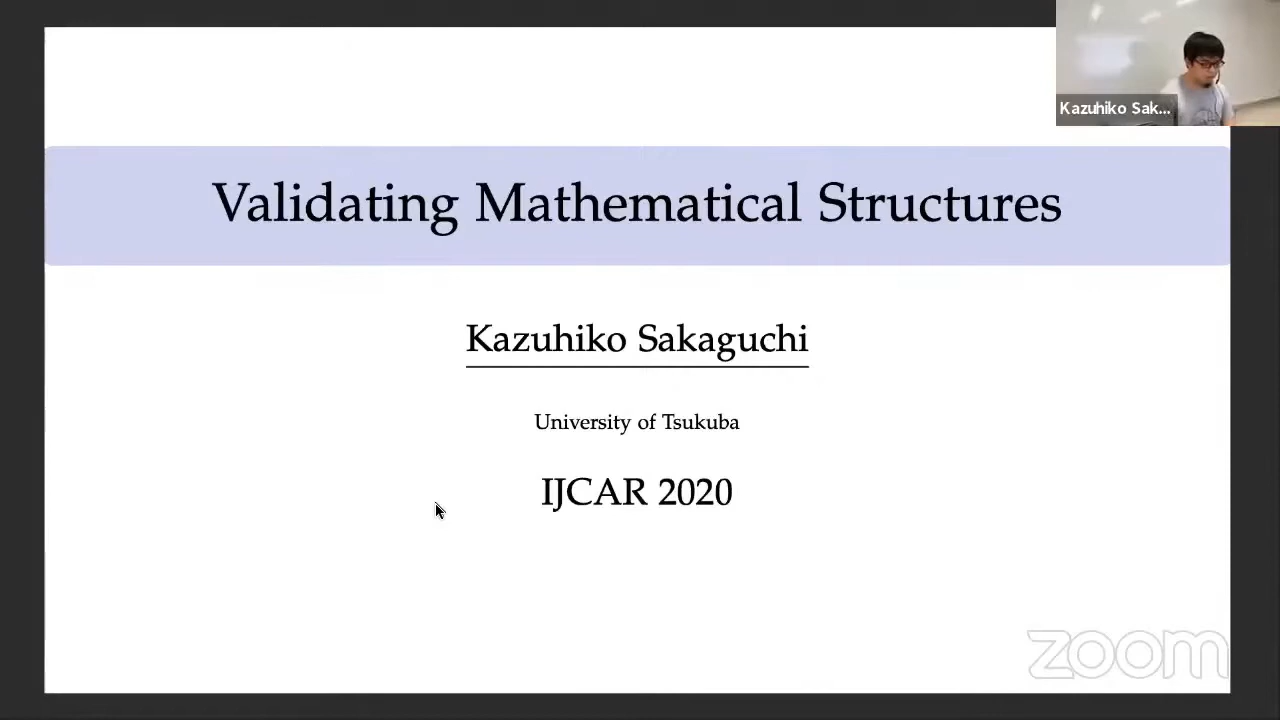 Kazuhiko Sak...
Validating Mathematical Structures
Kazuhiko Sakaguchi
University of Tsukuba
IJCAR 2020
zoom